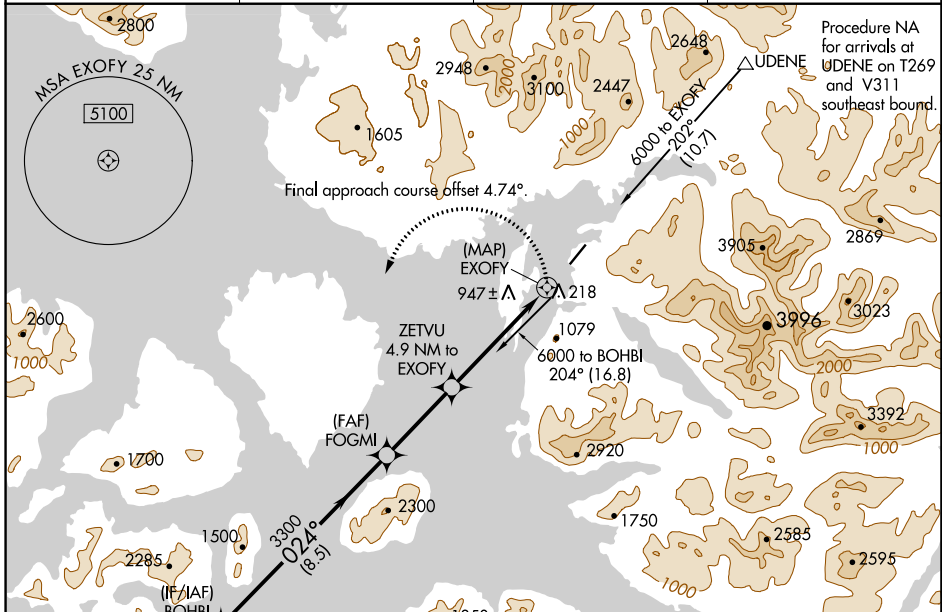 2800
MSA EXOFY 25 NM
5100
1605
2948
2000
3100
2447
1000
2648
UDENE
Procedure NA
for arrivals at
UDENE on T269
and V311
southeast bound.
6000 to EXOFY
202°
(10.7)
Final approach course offset 4.74°.
2869
3905
3023
3996
2000
(MAP)
EXOFY
947±
218
1079
6000 to BOHBI
204° (16.8)
ZETVU
4.9 NM to
EXOFY
2600
1000
(FAF)
FOGMI
3392
1000
2920
1700
2300
1750
3300
024°
(8.5)
1500
2285
2585
2595
1000
(IF/IAF)
BOHBI